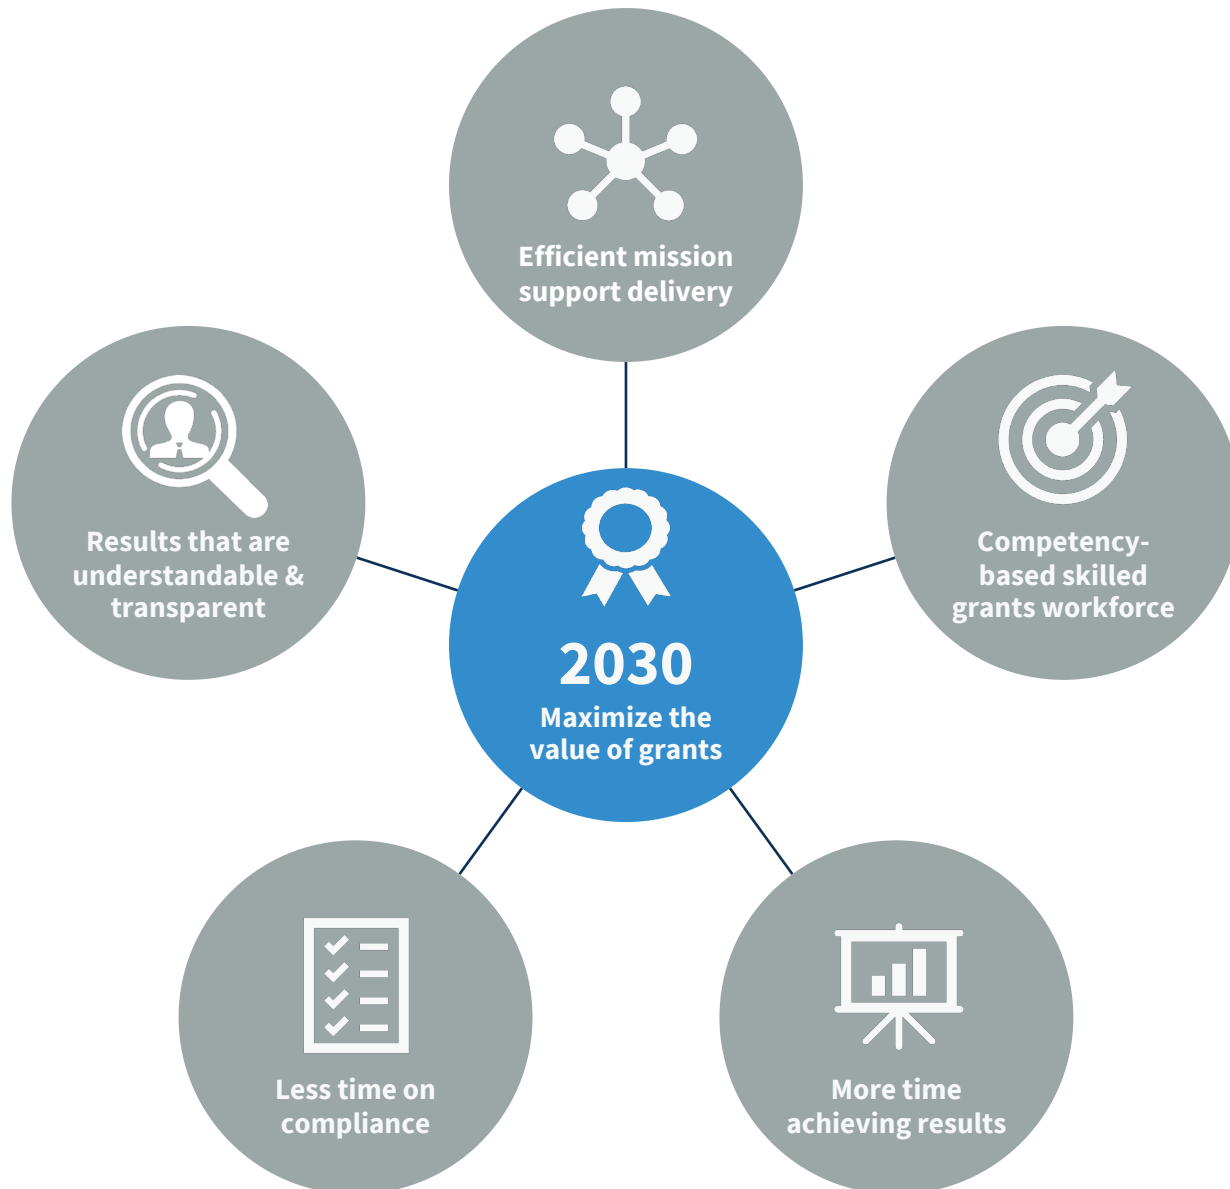 Efficient mission
support delivery
Results that are
understandable &
transparent
Competency-
based skilled
grants workforce
2030
Maximize the
value of grants
Less time on
compliance
More time
achieving results